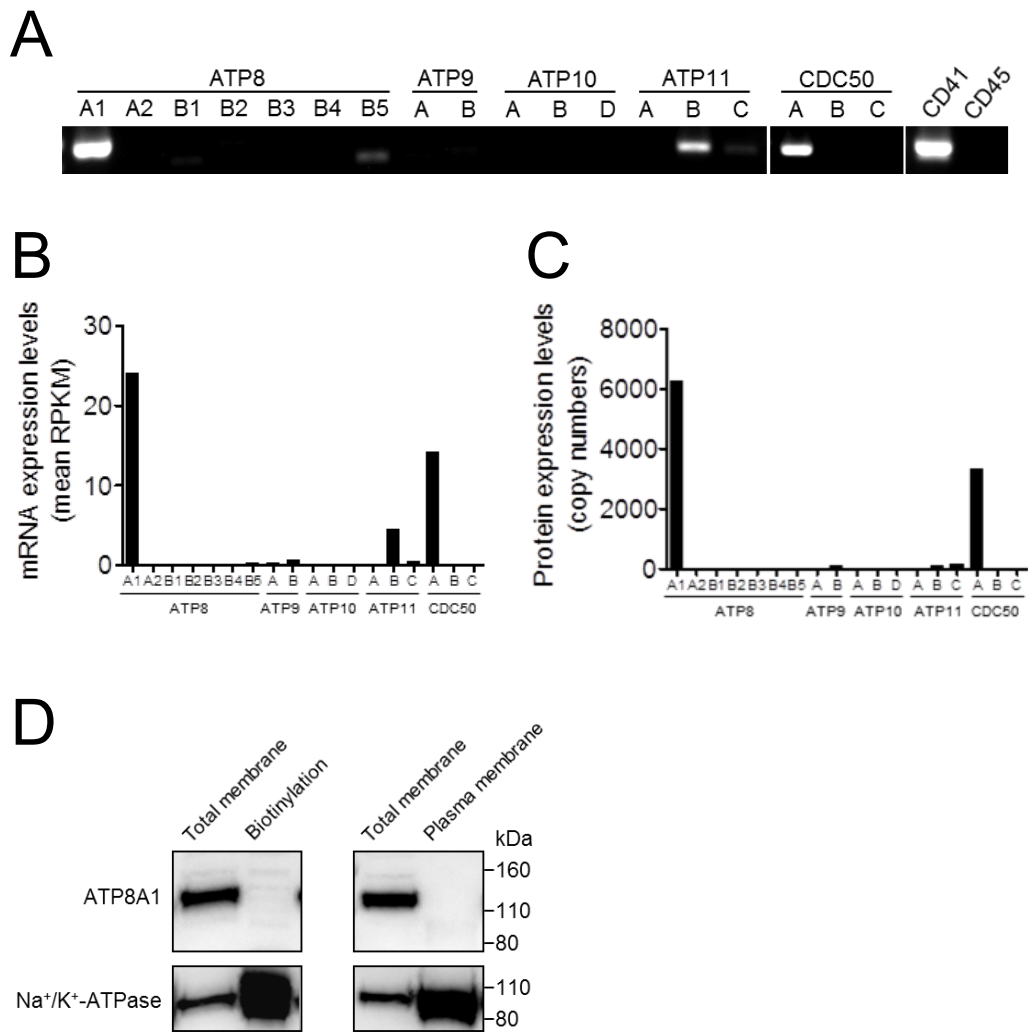 A
ATP8 ATP9 ATP10 ATP11 CDC50 CD41 CD45
A1 A2 B1 B2 B3 B4 B5 A B A B D A B C A B C
B
mRNA expression levels
(mean RPKM)
30
20
10
0
A1 A2 B1 B2 B3 B4 B5 A B A B D A B C A B C
ATP8 ATP9 ATP10 ATP11 CDC50
C
Protein expression levels
(copy numbers)
8000
6000
4000
2000
0
A1 A2 B1 B2 B3 B4 B5 A B A B D A B C A B C
ATP8 ATP9 ATP10 ATP11 CDC50
D
Total membrane Biotinylation Total membrane Plasma membrane
kDa
ATP8A1
160
110
80
Na⁺/K⁺-ATPase
110
80